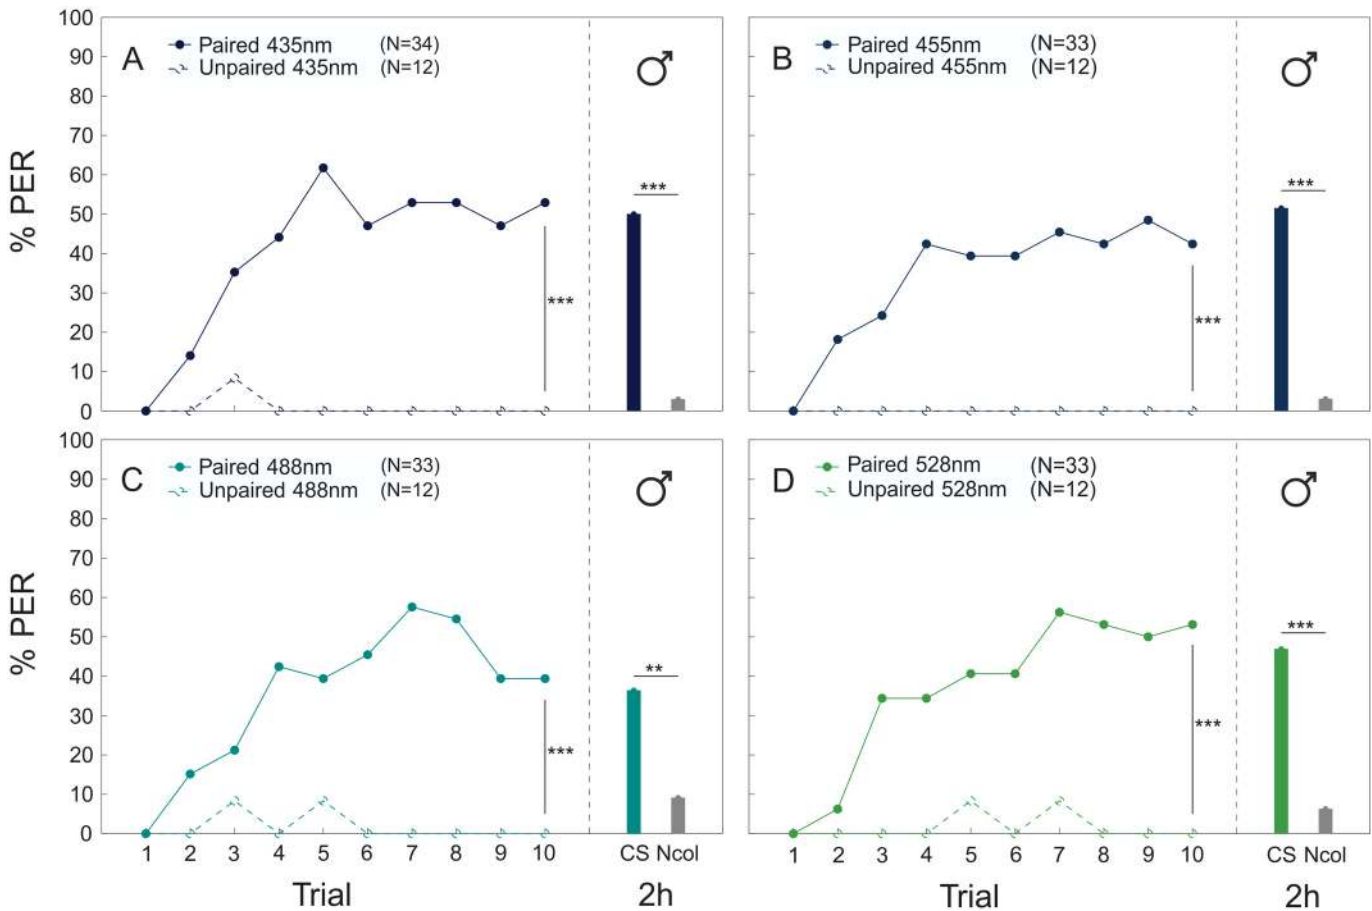 % PER
100
90
80
70
60
50
40
30
20
10
0
A
Paired 435nm (N=34)
Unpaired 435nm (N=12)
♂
***
***
B
Paired 455nm (N=33)
Unpaired 455nm (N=12)
♂
***
***
% PER
100
90
80
70
60
50
40
30
20
10
0
C
Paired 488nm (N=33)
Unpaired 488nm (N=12)
♂
**
***
D
Paired 528nm (N=33)
Unpaired 528nm (N=12)
♂
***
***
1 2 3 4 5 6 7 8 9 10 CS Ncol
1 2 3 4 5 6 7 8 9 10 CS Ncol
Trial 2h
Trial 2h